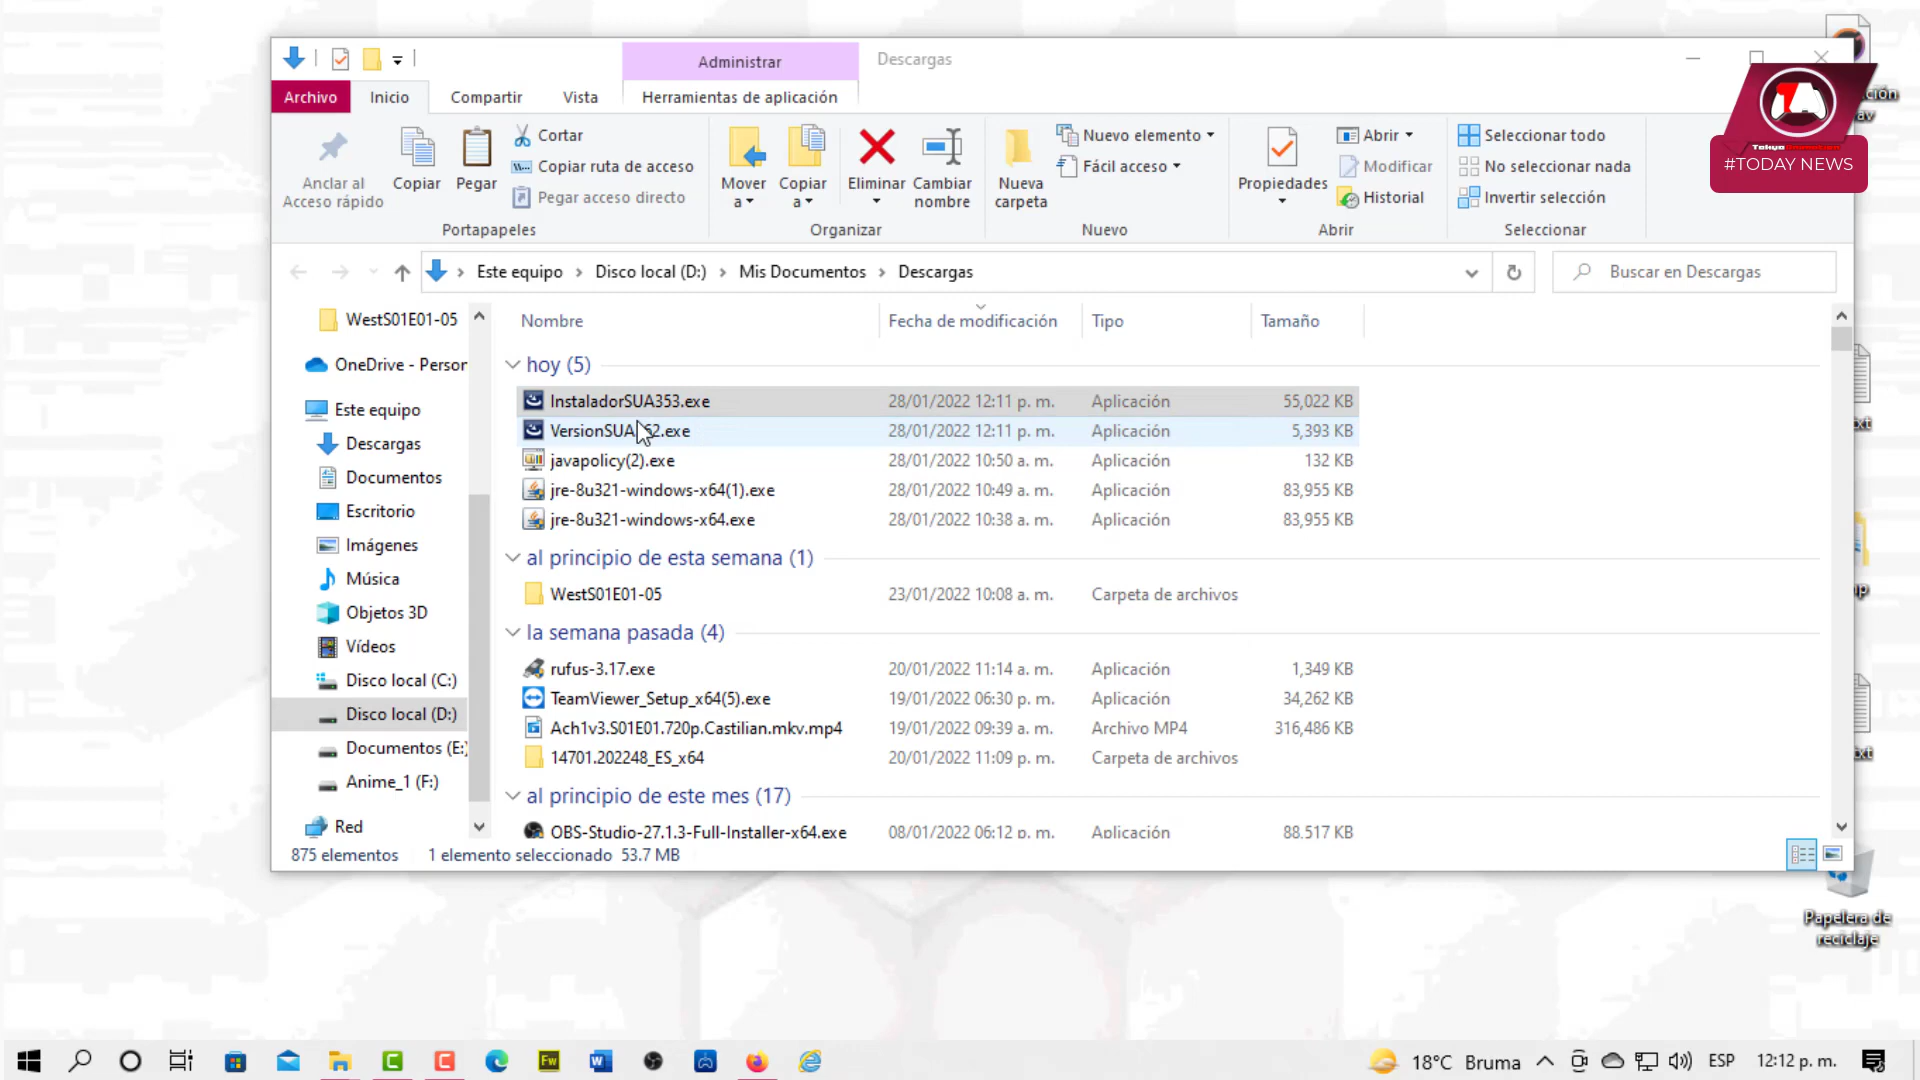 Administrar
Descargas
Archivo
Inicio
Compartir
Vista
Herramientas de aplicación
Anclar al
Acceso rápido
Copiar
Pegar
Cortar
Copiar ruta de acceso
Pegar acceso directo
Portapapeles
Mover
a
Copiar
a
Eliminar
Cambiar
nombre
Organizar
Nueva
carpeta
Nuevo elemento
Fácil acceso
Nuevo
Propiedades
Abrir
Modificar
Historial
Abrir
Seleccionar todo
No seleccionar nada
Invertir selección
Seleccionar
#TODAY NEWS
Este equipo > Disco local (D:) > Mis Documentos > Descargas
Buscar en Descargas
WestS01E01-05
OneDrive - Person
Este equipo
Descargas
Documentos
Escritorio
Imágenes
Música
Objetos 3D
Vídeos
Disco local (C:)
Disco local (D:)
Documentos (E:
Anime_1 (F:)
Red
Nombre Fecha de modificación Tipo Tamaño
hoy (5)
InstaladorSUA353.exe 28/01/2022 12:11 p. m. Aplicación 55,022 KB
VersionSUA 62.exe 28/01/2022 12:11 p. m. Aplicación 5,393 KB
javapolicy(2).exe 28/01/2022 10:50 a. m. Aplicación 132 KB
jre-8u321-windows-x64(1).exe 28/01/2022 10:49 a. m. Aplicación 83,955 KB
jre-8u321-windows-x64.exe 28/01/2022 10:38 a. m. Aplicación 83,955 KB
al principio de esta semana (1)
WestS01E01-05 23/01/2022 10:08 a. m. Carpeta de archivos
la semana pasada (4)
rufus-3.17.exe 20/01/2022 11:14 a. m. Aplicación 1,349 KB
TeamViewer_Setup_x64(5).exe 19/01/2022 06:30 p. m. Aplicación 34,262 KB
Ach1v3.S01E01.720p.Castilian.mkv.mp4 19/01/2022 09:39 a. m. Archivo MP4 316,486 KB
14701.202248_ES_x64 20/01/2022 11:09 p. m. Carpeta de archivos
al principio de este mes (17)
OBS-Studio-27.1.3-Full-Installer-x64.exe 08/01/2022 06:12 p. m. Aplicación 88.517 KB
875 elementos 1 elemento seleccionado 53.7 MB
Papelera de
reciclaje
18°C Bruma ESP 12:12 p. m.